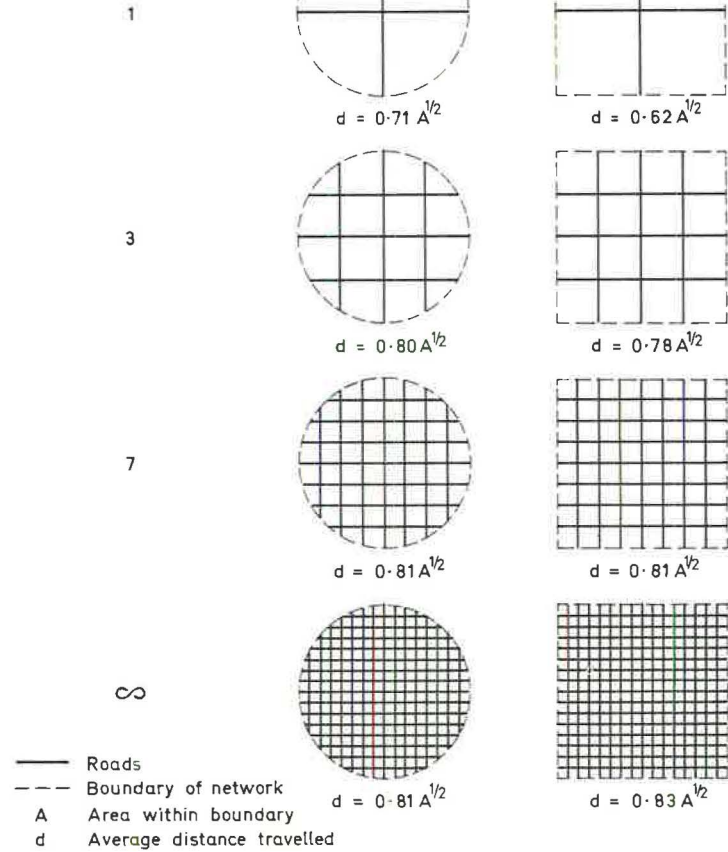 1
d = 0·71 A^1/2 d = 0·62 A^1/2
3
d = 0·80 A^1/2 d = 0·78 A^1/2
7
d = 0·81 A^1/2 d = 0·81 A^1/2
∞
d = 0·81 A^1/2 d = 0·83 A^1/2
Roads
Boundary of network
A Area within boundary
d Average distance travelled